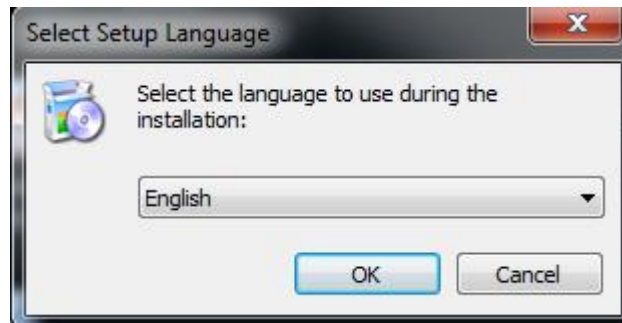 Select Setup Language
Select the language to use during the
installation:
English
OK
Cancel